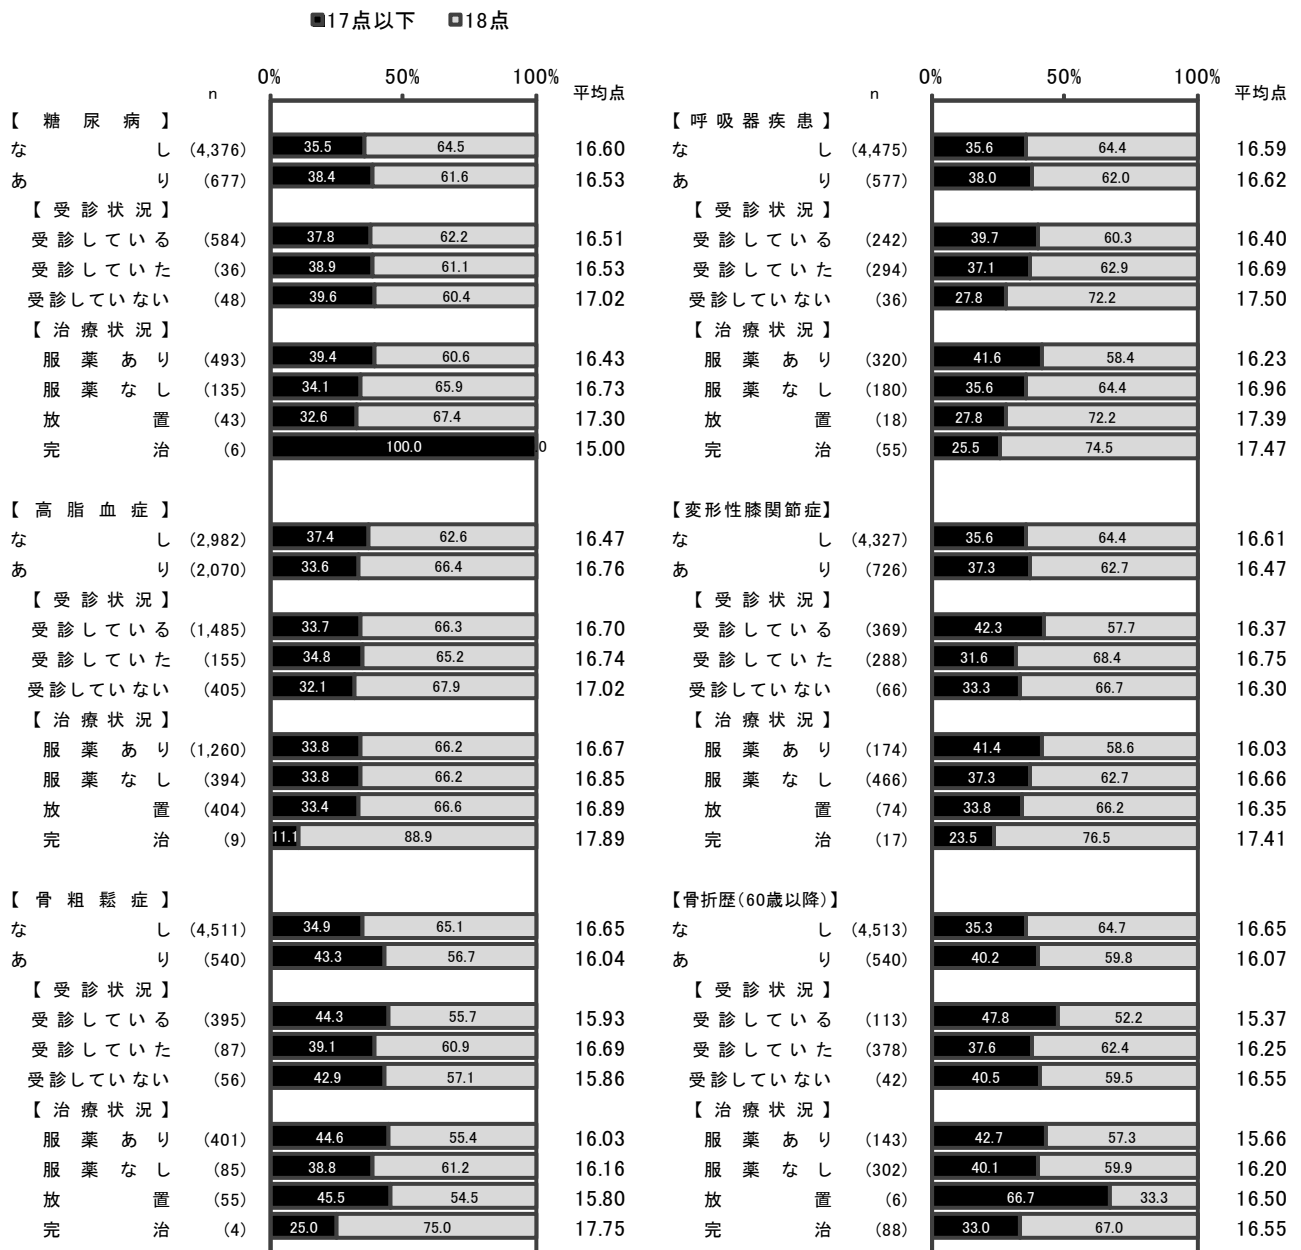 ■17点以下 □18点
0% 50% 100%
n 平均点
【糖尿病】
なし (4,376) 35.5 64.5 16.60
あり (677) 38.4 61.6 16.53
【受診状況】
受診している (584) 37.8 62.2 16.51
受診していた (36) 38.9 61.1 16.53
受診していない (48) 39.6 60.4 17.02
【治療状況】
服薬あり (493) 39.4 60.6 16.43
服薬なし (135) 34.1 65.9 16.73
放置 (43) 32.6 67.4 17.30
完治 (6) 100.0 0 15.00
【高脂血症】
なし (2,982) 37.4 62.6 16.47
あり (2,070) 33.6 66.4 16.76
【受診状況】
受診している (1,485) 33.7 66.3 16.70
受診していた (155) 34.8 65.2 16.74
受診していない (405) 32.1 67.9 17.02
【治療状況】
服薬あり (1,260) 33.8 66.2 16.67
服薬なし (394) 33.8 66.2 16.85
放置 (404) 33.4 66.6 16.89
完治 (9) 11.1 88.9 17.89
【骨粗鬆症】
なし (4,511) 34.9 65.1 16.65
あり (540) 43.3 56.7 16.04
【受診状況】
受診している (395) 44.3 55.7 15.93
受診していた (87) 39.1 60.9 16.69
受診していない (56) 42.9 57.1 15.86
【治療状況】
服薬あり (401) 44.6 55.4 16.03
服薬なし (85) 38.8 61.2 16.16
放置 (55) 45.5 54.5 15.80
完治 (4) 25.0 75.0 17.75
0% 50% 100%
n 平均点
【呼吸器疾患】
なし (4,475) 35.6 64.4 16.59
あり (577) 38.0 62.0 16.62
【受診状況】
受診している (242) 39.7 60.3 16.40
受診していた (294) 37.1 62.9 16.69
受診していない (36) 27.8 72.2 17.50
【治療状況】
服薬あり (320) 41.6 58.4 16.23
服薬なし (180) 35.6 64.4 16.96
放置 (18) 27.8 72.2 17.39
完治 (55) 25.5 74.5 17.47
【変形性膝関節症】
なし (4,327) 35.6 64.4 16.61
あり (726) 37.3 62.7 16.47
【受診状況】
受診している (369) 42.3 57.7 16.37
受診していた (288) 31.6 68.4 16.75
受診していない (66) 33.3 66.7 16.30
【治療状況】
服薬あり (174) 41.4 58.6 16.03
服薬なし (466) 37.3 62.7 16.66
放置 (74) 33.8 66.2 16.35
完治 (17) 23.5 76.5 17.41
【骨折歴(60歳以降)】
なし (4,513) 35.3 64.7 16.65
あり (540) 40.2 59.8 16.07
【受診状況】
受診している (113) 47.8 52.2 15.37
受診していた (378) 37.6 62.4 16.25
受診していない (42) 40.5 59.5 16.55
【治療状況】
服薬あり (143) 42.7 57.3 15.66
服薬なし (302) 40.1 59.9 16.20
放置 (6) 66.7 33.3 16.50
完治 (88) 33.0 67.0 16.55